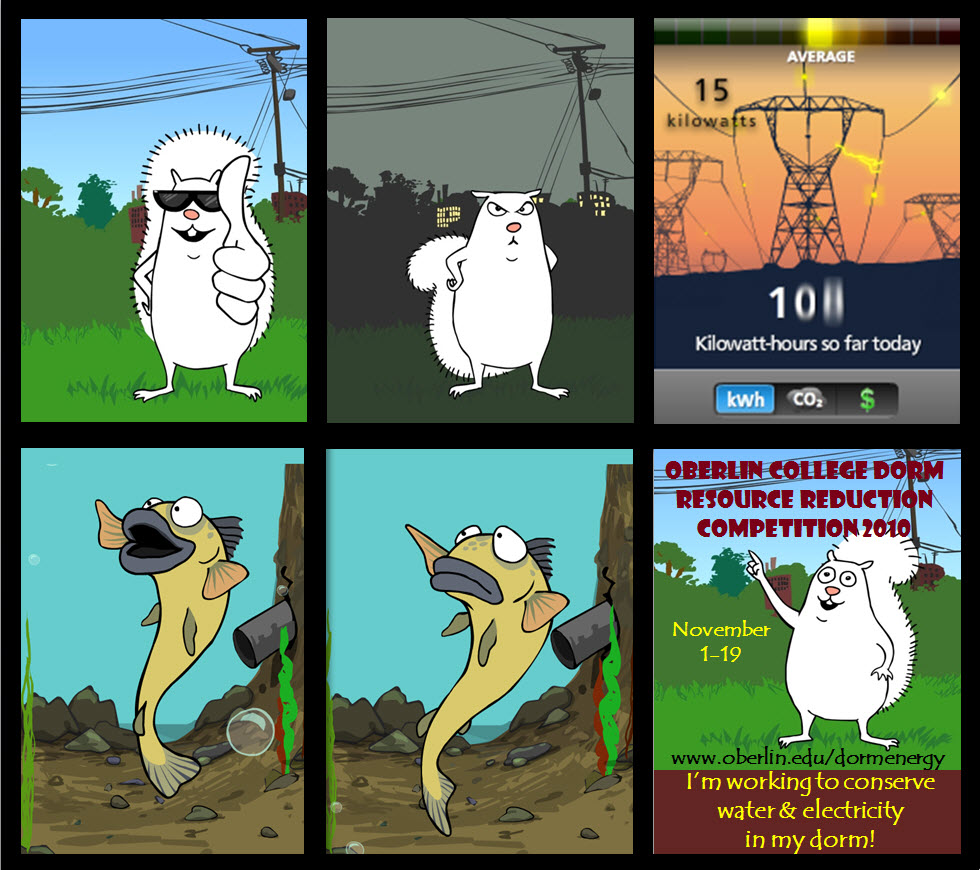 AVERAGE
15
kilowatts
10
Kilowatt-hours so far today
kWh CO₂ $
OBERLIN COLLEGE DORM
RESOURCE REDUCTION
COMPETITION 2010
November
1-19
www.oberlin.edu/dormenergy
I'm working to conserve
water & electricity
in my dorm!